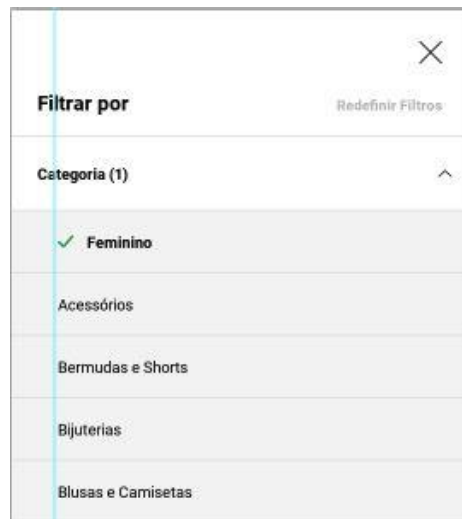 Filtrar por
Redefinir Filtros
Categoria (1)
Feminino
Acessórios
Bermudas e Shorts
Bijuterias
Blusas e Camisetas